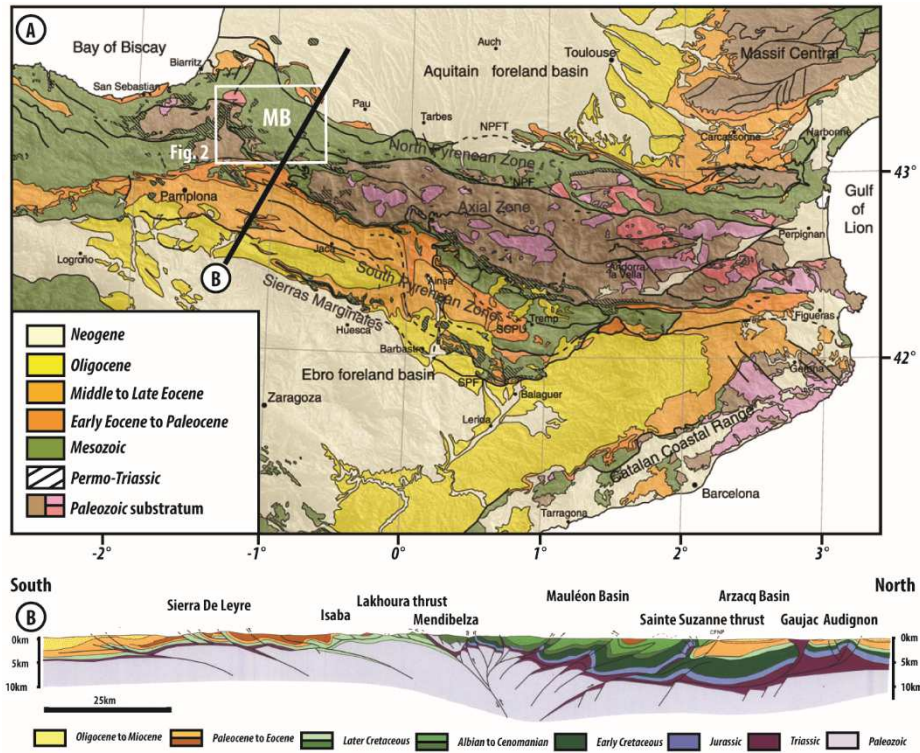 A
Bay of Biscay
Biarritz
San Sebastian
Auch
Toulouse
Massif Central
Aquitain foreland basin
Pau
Tarbes
MB
NPFT
Carcassonne
Narbonne
Fig. 2
North Pyrenean Zone
NPF
43°
Gulf of Lion
Pamplona
Axial Zone
Perpignan
Logroño
Jaca
Andorra la Vella
B
Ainsa
South Pyrenean Zone
Sierras Marginales
SCPU
Tremp
Figueras
Huesca
Barbastro
42°
Ebro foreland basin
SPF
Balaguer
Gerona
Zaragoza
Lerida
Catalan Coastal Range
Barcelona
Tarragona
Neogene
Oligocene
Middle to Late Eocene
Early Eocene to Paleocene
Mesozoic
Permo-Triassic
Paleozoic substratum
-2°
-1°
0°
1°
2°
3°
South
North
B
Sierra De Leyre
Isaba
Lakhoura thrust
Mendibelza
Mauléon Basin
Arzacq Basin
Sainte Suzanne thrust
Gaujac
Audignon
0km
5km
10km
0km
5km
10km
25km
Oligocene to Miocene
Paleocene to Eocene
Later Cretaceous
Albian to Cenomanian
Early Cretaceous
Jurassic
Triassic
Paleozoic